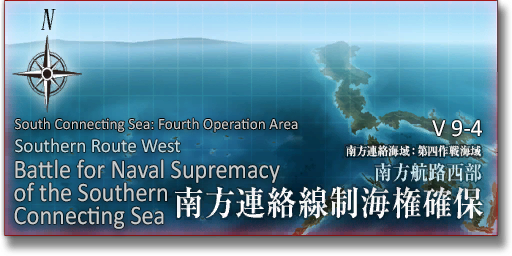 N
South Connecting Sea: Fourth Operation Area
V 9-4
Southern Route West
南方連絡海域：第四作戦海域
Battle for Naval Supremacy
of the Southern
Connecting Sea
南方航路西部
南方連絡線制海権確保